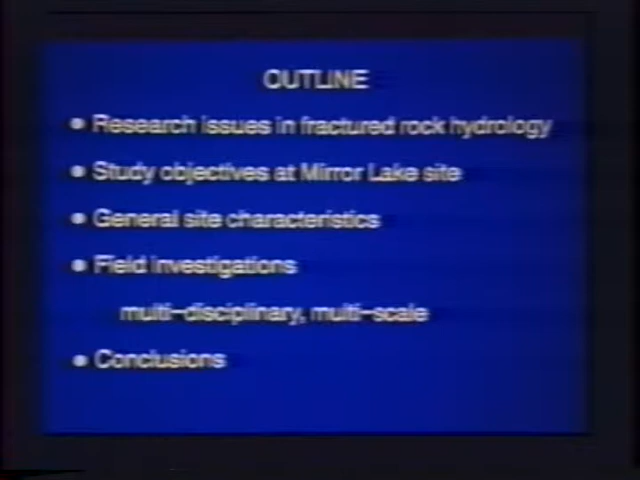 OUTLINE
• Research issues in fractured rock hydrology
• Study objectives at Mirror Lake site
• General site characteristics
• Field investigations
multi-disciplinary, multi-scale
• Conclusions